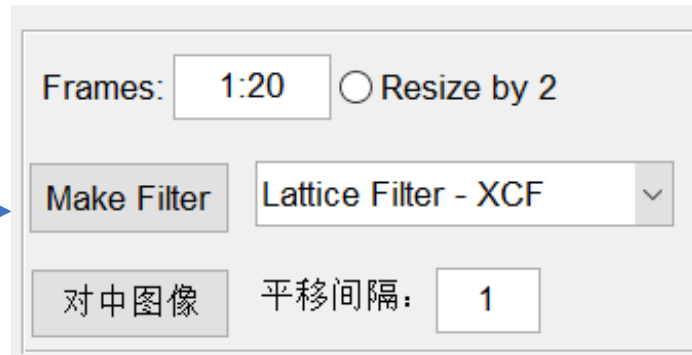 Frames: 1:20 Resize by 2
Make Filter Lattice Filter - XCF
对中图像 平移间隔： 1